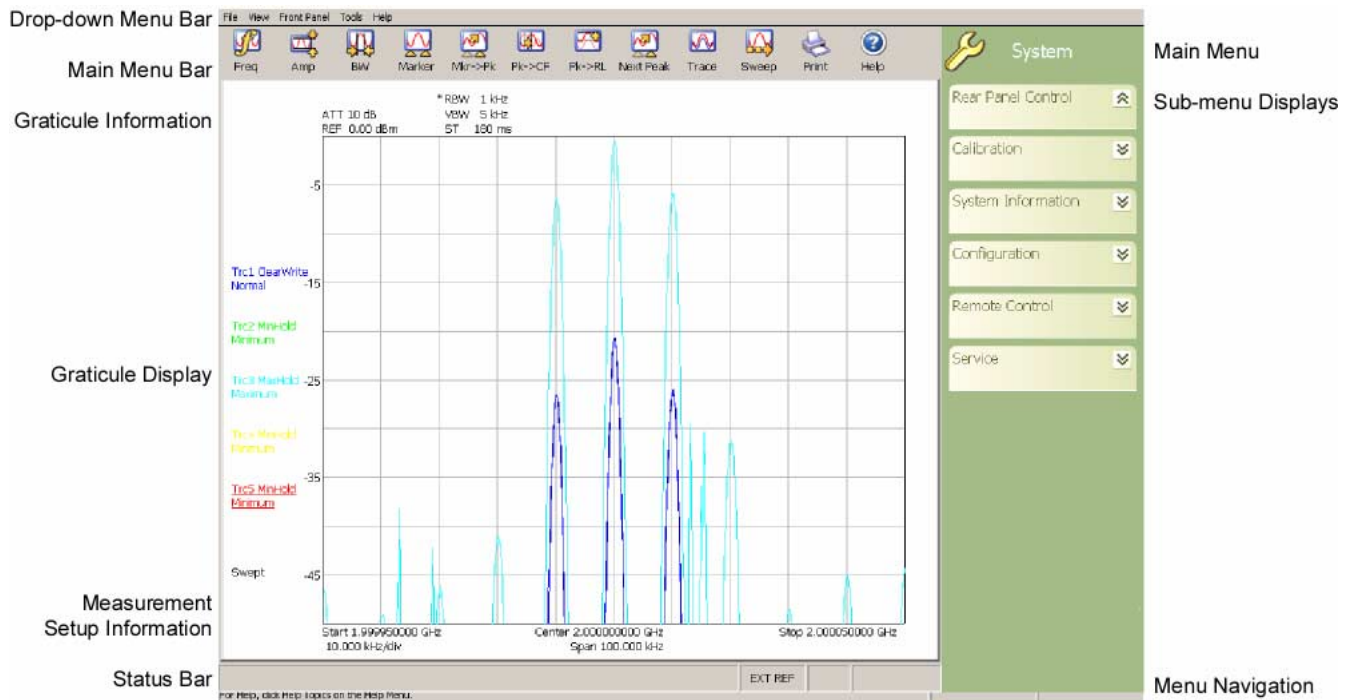 Drop-down Menu Bar
Main Menu Bar
Graticule Information
Graticule Display
Measurement
Setup Information
Status Bar
File View Front Panel Tools Help
Freq Amp BW Marker Mkr->Pk Pk->CF Pk->RL Next Peak Trace Sweep Print Help
* RBW 1 kHz
ATT 10 dB VBW 5 kHz
REF 0.00 dBm ST 180 ms
-5
-15
-25
-35
-45
Trc1 ClearWrite
Normal
Trc2 MinHold
Minimum
Trc3 MaxHold
Maximum
Trc4 MinHold
Minimum
Trc5 MinHold
Minimum
Swept
Start 1.999950000 GHz Center 2.000000000 GHz Stop 2.000050000 GHz
10.000 kHz/div Span 100.000 kHz
EXT REF
For Help, click Help Topics on the Help Menu.
System
Rear Panel Control
Calibration
System Information
Configuration
Remote Control
Service
Main Menu
Sub-menu Displays
Menu Navigation